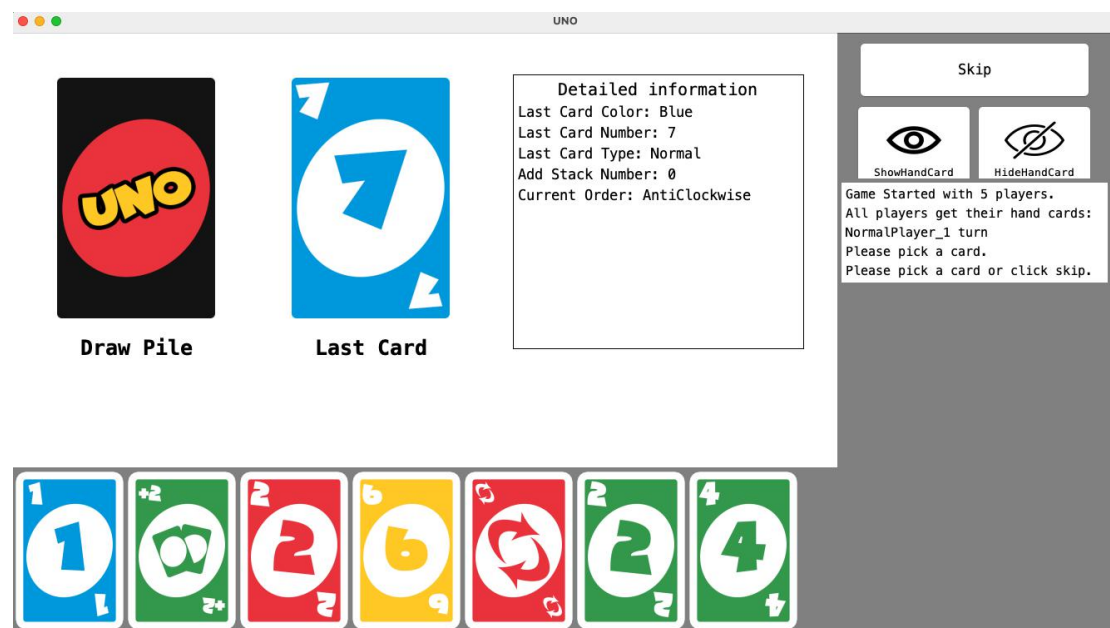 UNO
Skip
ShowHandCard
HideHandCard
7
7
UNO
Draw Pile
Last Card
Detailed information
Last Card Color: Blue
Last Card Number: 7
Last Card Type: Normal
Add Stack Number: 0
Current Order: AntiClockwise
Game Started with 5 players.
All players get their hand cards:
NormalPlayer_1 turn
Please pick a card.
Please pick a card or click skip.
7
1
1
1
+2
+2
2
2
2
6
6
6
2
2
2
4
4
4